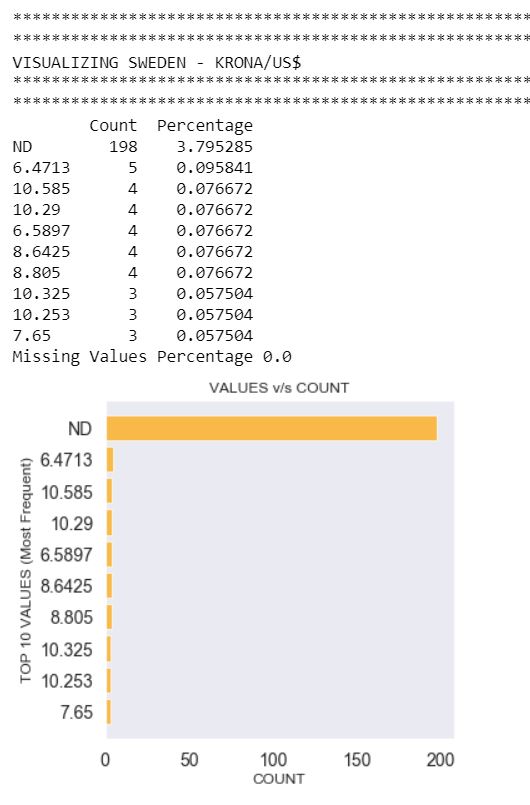 *******************************************************
*******************************************************
VISUALIZING SWEDEN - KRONA/US$
*******************************************************
*******************************************************
Count Percentage
ND 198 3.795285
6.4713 5 0.095841
10.585 4 0.076672
10.29 4 0.076672
6.5897 4 0.076672
8.6425 4 0.076672
8.805 4 0.076672
10.325 3 0.057504
10.253 3 0.057504
7.65 3 0.057504
Missing Values Percentage 0.0
VALUES v/s COUNT
TOP 10 VALUES (Most Frequent)
ND
6.4713
10.585
10.29
6.5897
8.6425
8.805
10.325
10.253
7.65
0 50 100 150 200
COUNT